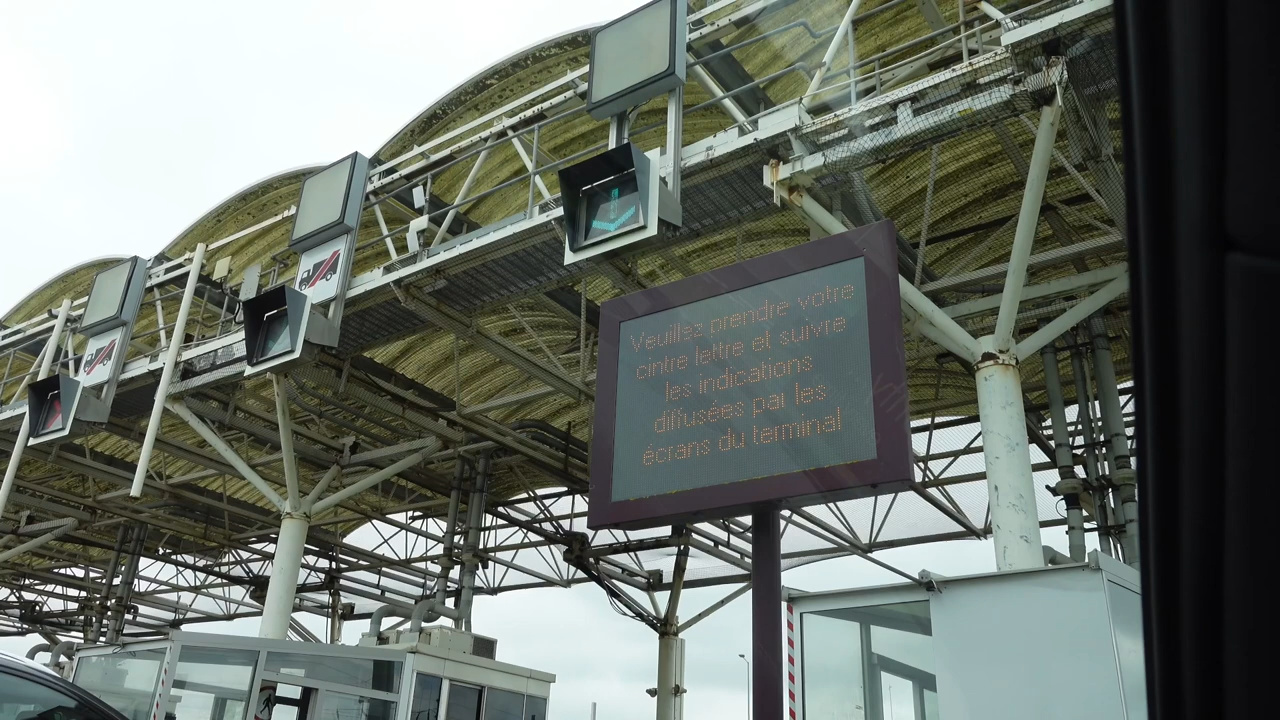 Veuillez prendre votre
cintre lettre et suivre
les indications
diffusées par les
écrans du terminal